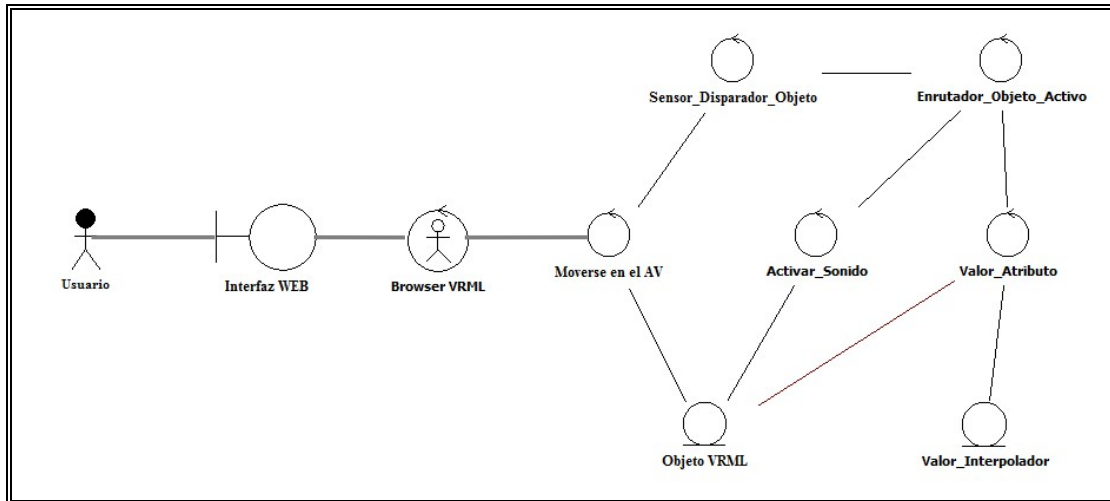 Sensor_Disparador_Objeto
Enrutador_Objeto_Activo
Usuario
Interfaz WEB
Browser VRML
Moverse en el AV
Activar_Sonido
Valor_Atributo
Objeto VRML
Valor_Interpolador